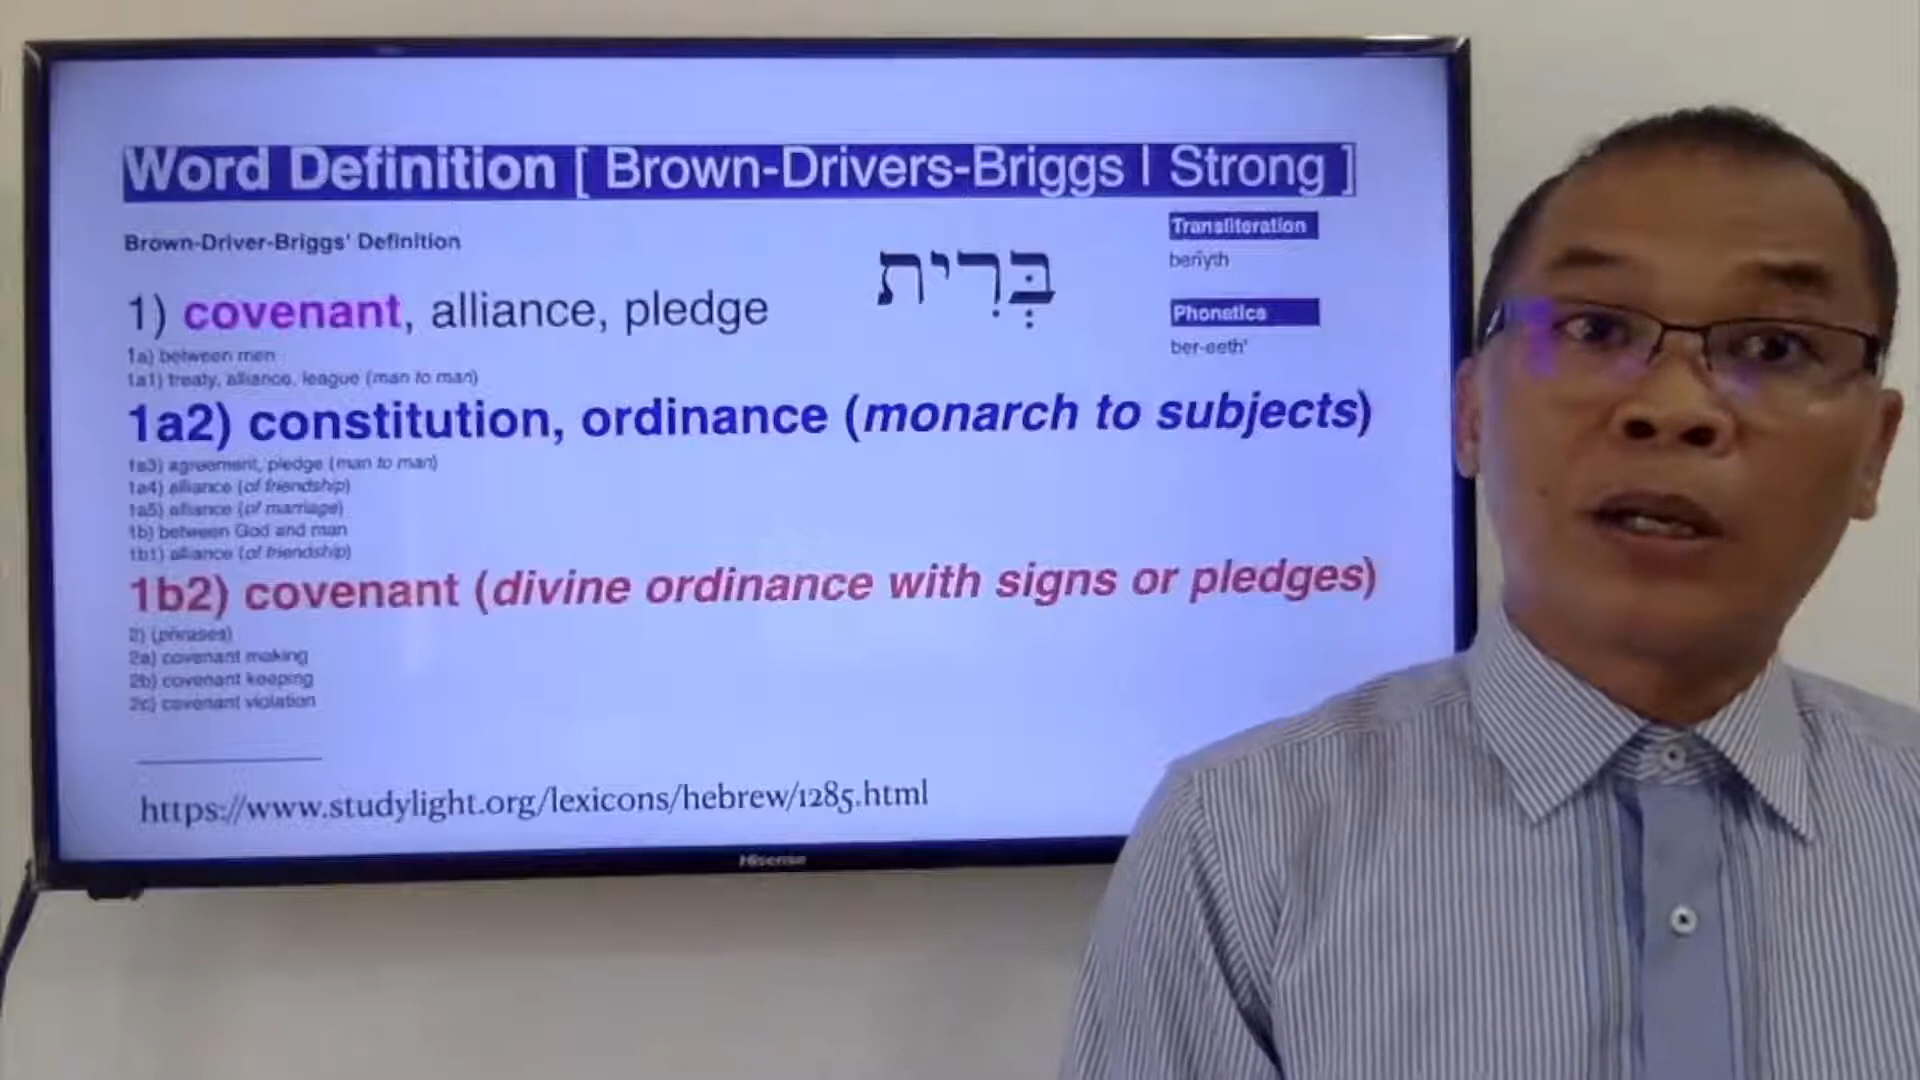 Word Definition [ Brown-Drivers-Briggs | Strong ]
Brown-Driver-Briggs' Definition
1) covenant, alliance, pledge
בְּרִית
Transliteration
berîyth
Phonetics
ber-eeth'
1a) between men
1a1) treaty, alliance, league (man to man)
1a2) constitution, ordinance (monarch to subjects)
1a3) agreement, pledge (man to man)
1a4) alliance (of friendship)
1a5) alliance (of marriage)
1b) between God and man
1b1) alliance (of friendship)
1b2) covenant (divine ordinance with signs or pledges)
2) (phrases)
2a) covenant making
2b) covenant keeping
2c) covenant violation
https://www.studylight.org/lexicons/hebrew/1285.html
Hisense